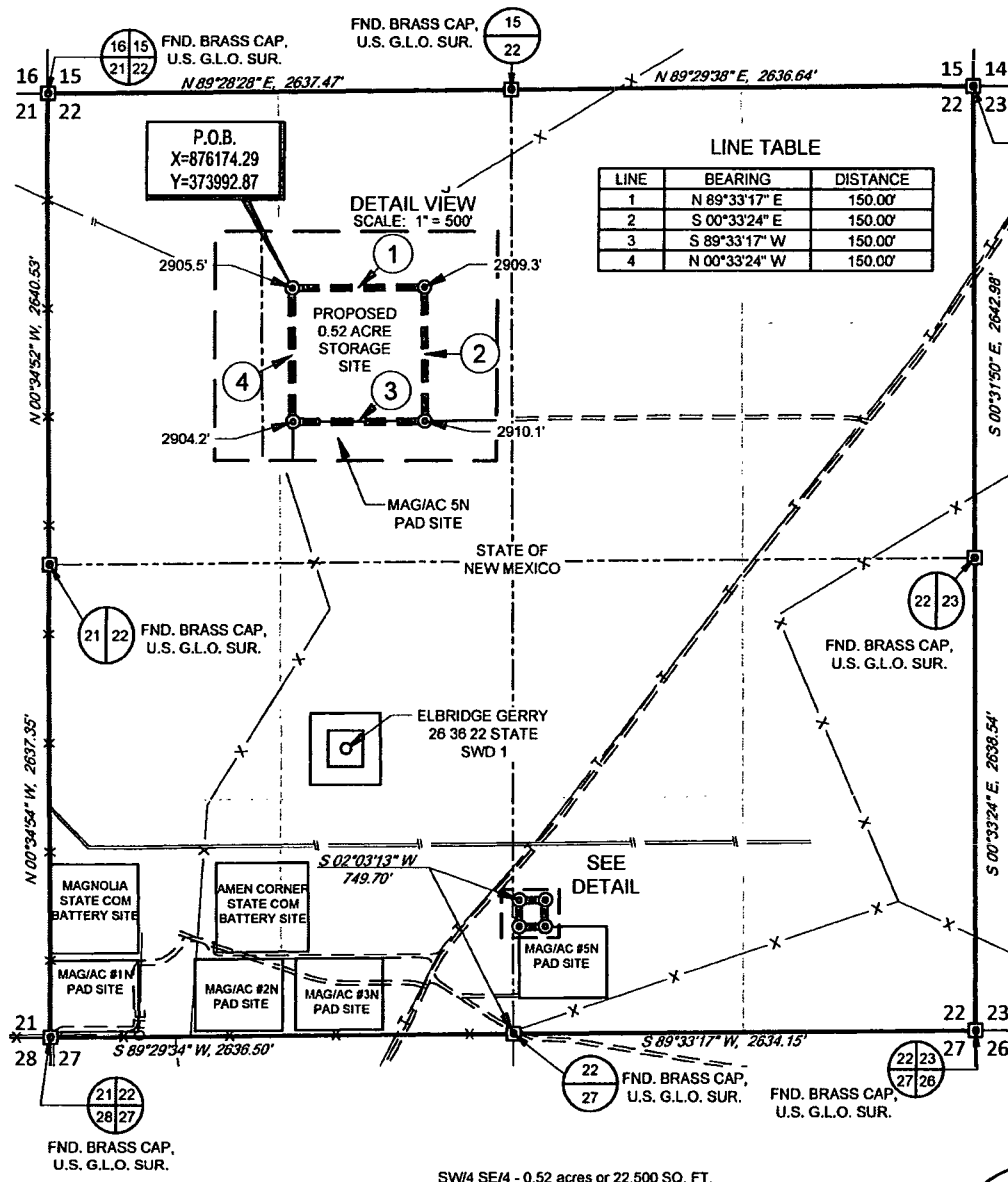 FND. BRASS CAP,
U.S. G.L.O. SUR.
16 15
21 22
FND. BRASS CAP,
U.S. G.L.O. SUR.
15
22
16 15
21 22
N 89°28'28" E, 2637.47'
N 89°29'38" E, 2636.64'
15 14
22 23
P.O.B.
X=876174.29
Y=373992.87
LINE TABLE
LINE BEARING DISTANCE
1 N 89°33'17" E 150.00'
2 S 00°33'24" E 150.00'
3 S 89°33'17" W 150.00'
4 N 00°33'24" W 150.00'
DETAIL VIEW
SCALE: 1" = 500'
2905.5'
1
2909.3'
PROPOSED
0.52 ACRE
STORAGE
SITE
4
2
3
2904.2'
2910.1'
N 00°34'52" W, 2640.53'
S 00°31'50" E, 2642.98'
MAG/AC 5N
PAD SITE
STATE OF
NEW MEXICO
21 22
FND. BRASS CAP,
U.S. G.L.O. SUR.
22 23
FND. BRASS CAP,
U.S. G.L.O. SUR.
ELBRIDGE GERRY
26 36 22 STATE
SWD 1
N 00°34'54" W, 2637.35'
S 00°33'24" E, 2638.54'
S 02°03'13" W
749.70'
SEE
DETAIL
MAGNOLIA
STATE COM
BATTERY SITE
AMEN CORNER
STATE COM
BATTERY SITE
MAG/AC #1N
PAD SITE
MAG/AC #2N
PAD SITE
MAG/AC #3N
PAD SITE
MAG/AC #5N
PAD SITE
21
28 27
S 89°29'34" W, 2636.50'
S 89°33'17" W, 2634.15'
22 23
27 26
21 22
28 27
FND. BRASS CAP,
U.S. G.L.O. SUR.
22
27
FND. BRASS CAP,
U.S. G.L.O. SUR.
22 23
27 26
FND. BRASS CAP,
U.S. G.L.O. SUR.
SW/4 SE/4 - 0.52 acres or 22,500 SQ. FT.